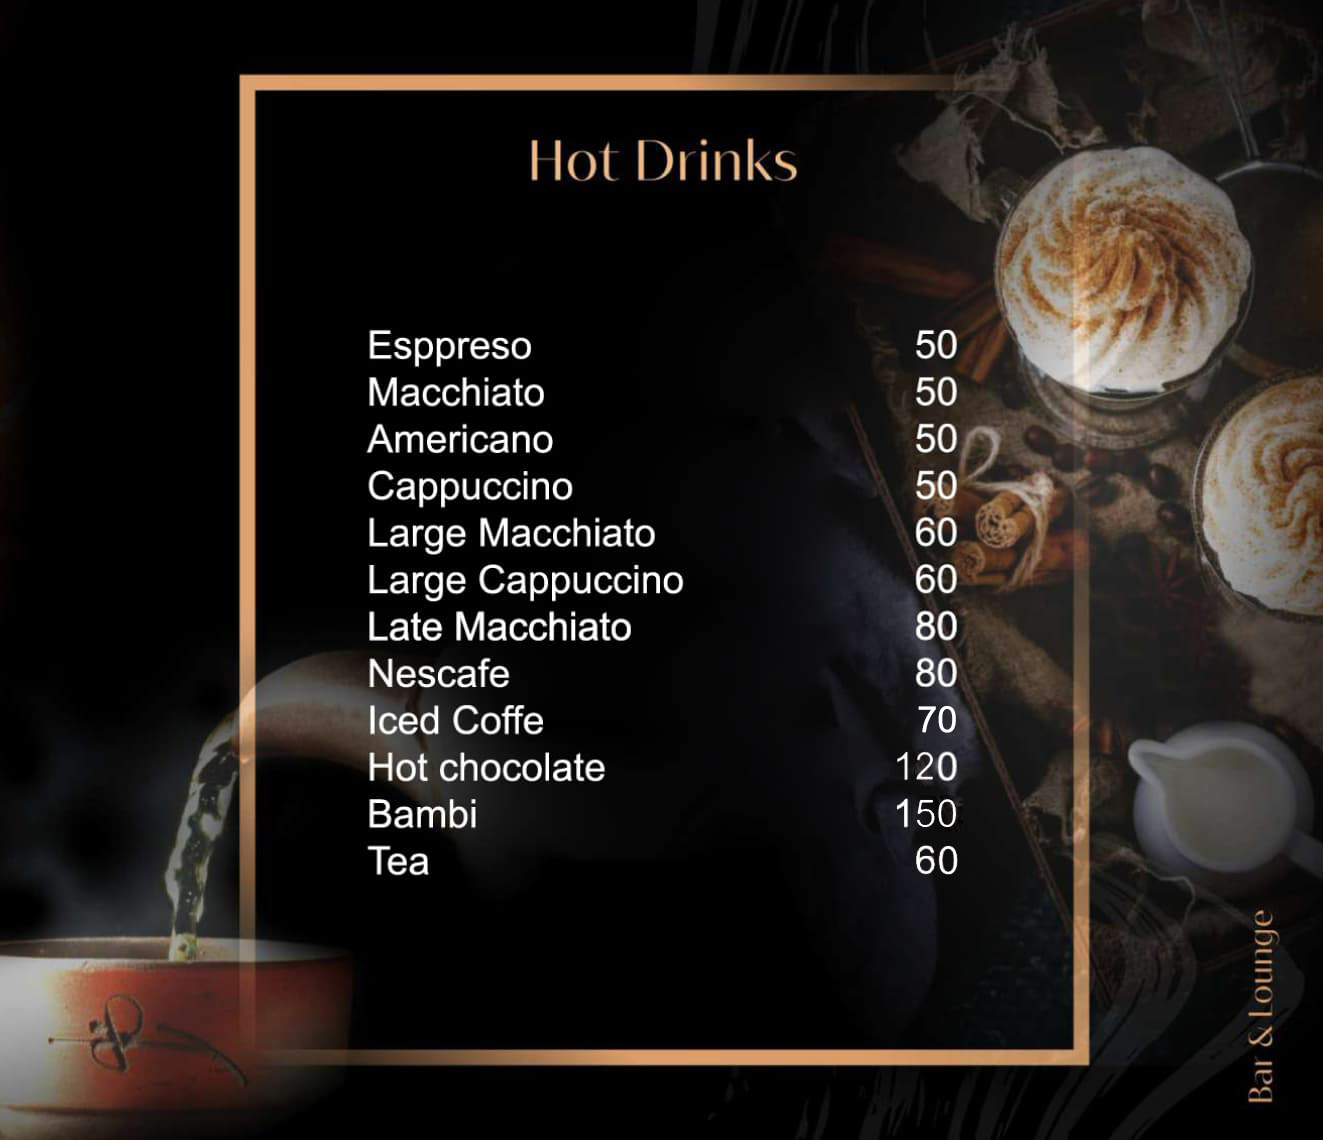 Hot Drinks
Esppreso 50
Macchiato 50
Americano 50
Cappuccino 50
Large Macchiato 60
Large Cappuccino 60
Late Macchiato 80
Nescafe 80
Iced Coffe 70
Hot chocolate 120
Bambi 150
Tea 60
Bar & Lounge